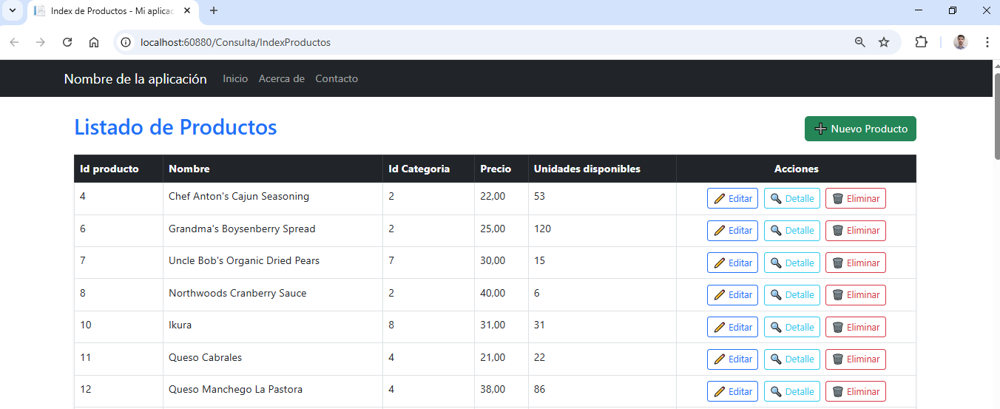 Index de Productos - Mi aplicac
localhost:60880/Consulta/IndexProductos
Nombre de la aplicación Inicio Acerca de Contacto
Listado de Productos Nuevo Producto
Id producto Nombre Id Categoria Precio Unidades disponibles Acciones
4 Chef Anton's Cajun Seasoning 2 22,00 53 Editar Detalle Eliminar
6 Grandma's Boysenberry Spread 2 25,00 120 Editar Detalle Eliminar
7 Uncle Bob's Organic Dried Pears 7 30,00 15 Editar Detalle Eliminar
8 Northwoods Cranberry Sauce 2 40,00 6 Editar Detalle Eliminar
10 Ikura 8 31,00 31 Editar Detalle Eliminar
11 Queso Cabrales 4 21,00 22 Editar Detalle Eliminar
12 Queso Manchego La Pastora 4 38,00 86 Editar Detalle Eliminar